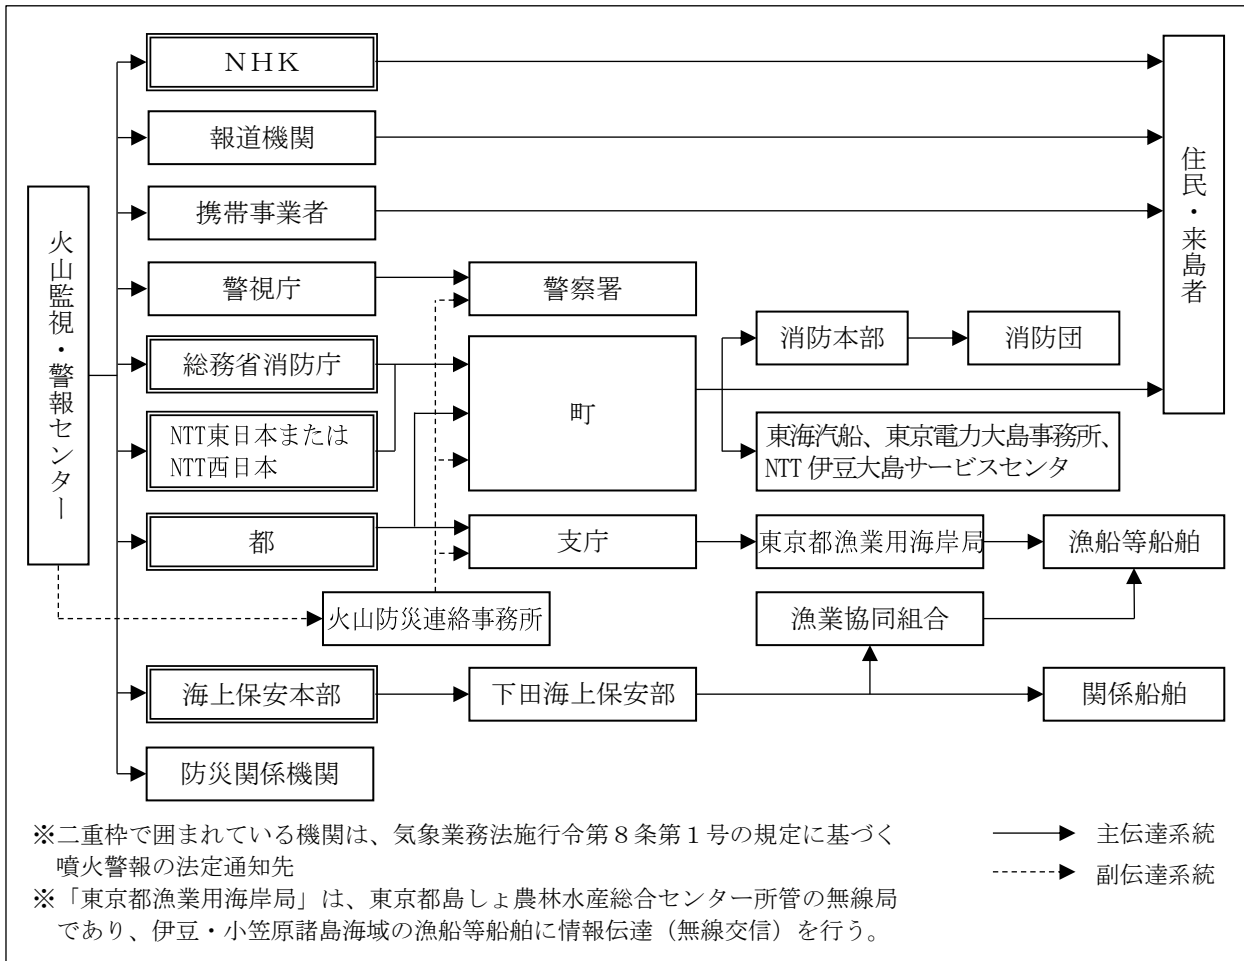 NHK
報道機関
携帯事業者
警視庁
総務省消防庁
NTT東日本または
NTT西日本
都
火山防災連絡事務所
海上保安本部
防災関係機関
火山監視・警報センター
警察署
町
支庁
下田海上保安部
消防本部
消防団
東海汽船、東京電力大島事務所、
NTT伊豆大島サービスセンタ
東京都漁業用海岸局
漁業協同組合
漁船等船舶
関係船舶
住民・来島者
※二重枠で囲まれている機関は、気象業務法施行令第8条第1号の規定に基づく
噴火警報の法定通知先
※「東京都漁業用海岸局」は、東京都島しょ農林水産総合センター所管の無線局
であり、伊豆・小笠原諸島海域の漁船等船舶に情報伝達（無線交信）を行う。
主伝達系統
副伝達系統